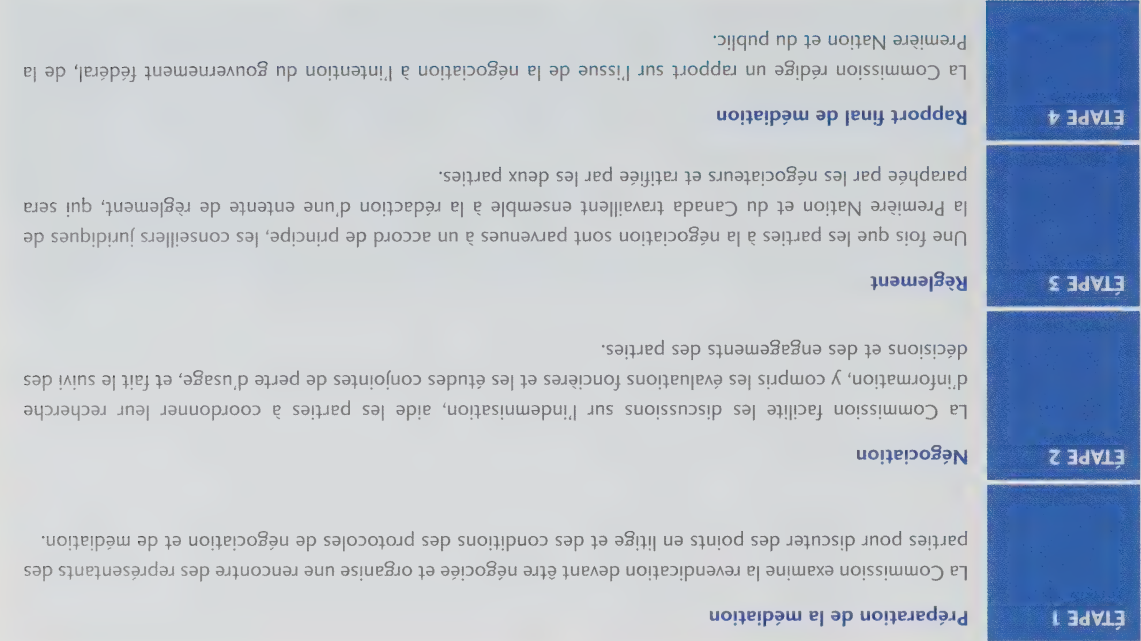 ÉTAPE 1
Préparation de la médiation
La Commission examine la revendication devant être négociée et organise une rencontre des représentants des
parties pour discuter des points en litige et des conditions des protocoles de négociation et de médiation.
ÉTAPE 2
Négociation
La Commission facilite les discussions sur l'indemnisation, aide les parties à coordonner leur recherche
d'information, y compris les évaluations foncières et les études conjointes de perte d'usage, et fait le suivi des
décisions et des engagements des parties.
ÉTAPE 3
Règlement
Une fois que les parties à la négociation sont parvenues à un accord de principe, les conseillers juridiques de
la Première Nation et du Canada travaillent ensemble à la rédaction d'une entente de règlement, qui sera
paraphée par les négociateurs et ratifiée par les deux parties.
ÉTAPE 4
Rapport final de médiation
La Commission rédige un rapport sur l'issue de la négociation à l'intention du gouvernement fédéral, de la
Première Nation et du public.